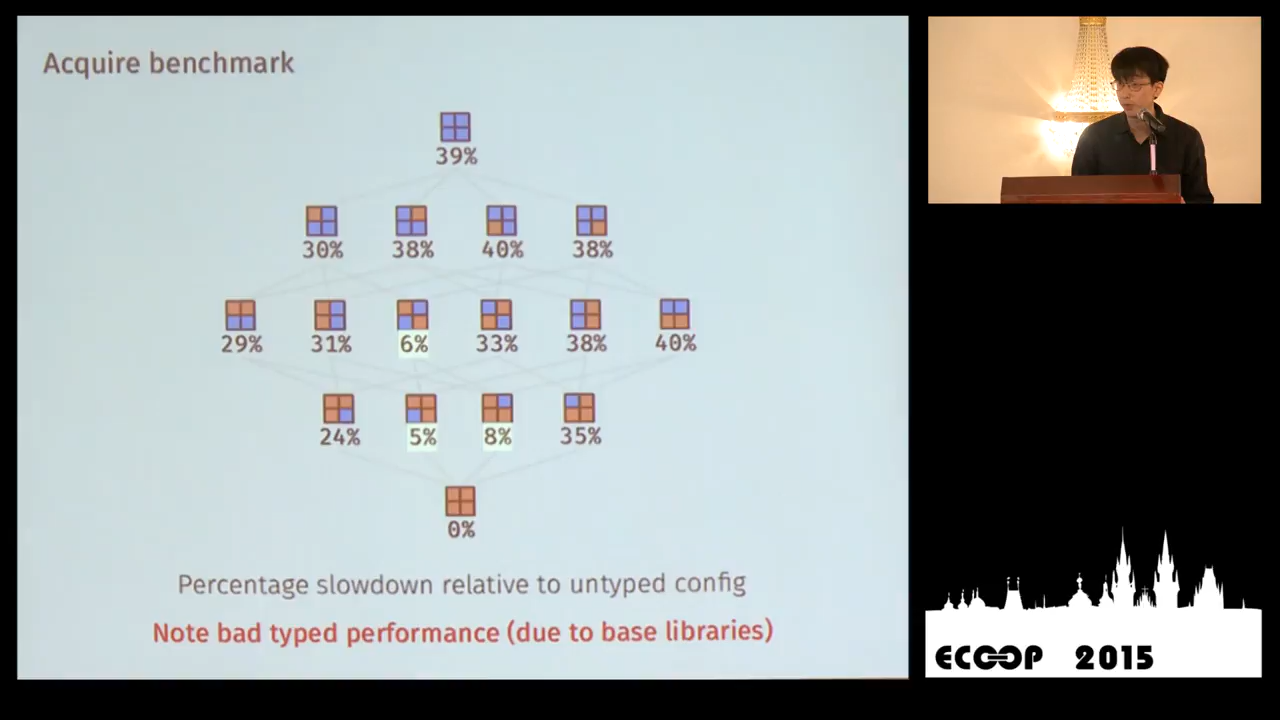 Acquire benchmark
39%
30% 38% 40% 38%
29% 31% 6% 33% 38% 40%
24% 5% 8% 35%
0%
Percentage slowdown relative to untyped config
Note bad typed performance (due to base libraries)
ECOOP 2015